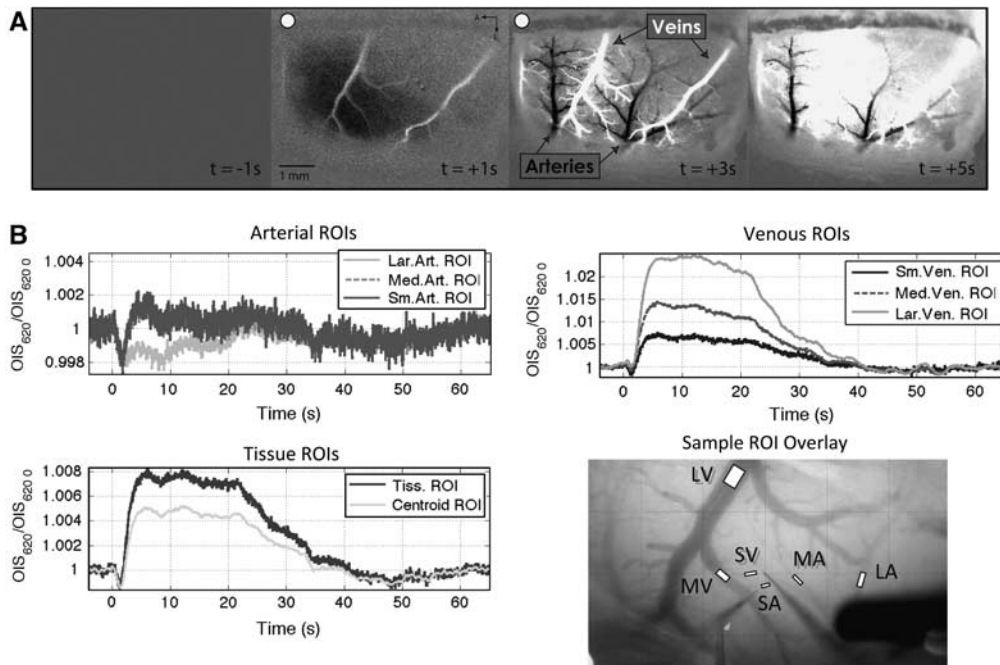 A
t = -1s
t = +1s
1 mm
A
Veins
Arteries
t = +3s
t = +5s
B
Arterial ROIs
OIS620/OIS620 0
1.004
1.002
1
0.998
Lar.Art. ROI
Med.Art. ROI
Sm.Art. ROI
0 10 20 30 40 50 60
Time (s)
Venous ROIs
OIS620/OIS620 0
1.02
1.015
1.01
1.005
1
Sm.Ven. ROI
Med.Ven. ROI
Lar.Ven. ROI
0 10 20 30 40 50 60
Time (s)
Tissue ROIs
OIS620/OIS620 0
1.008
1.006
1.004
1.002
1
Tiss. ROI
Centroid ROI
0 10 20 30 40 50 60
Time (s)
Sample ROI Overlay
LV
SV
MA
LA
MV
SA